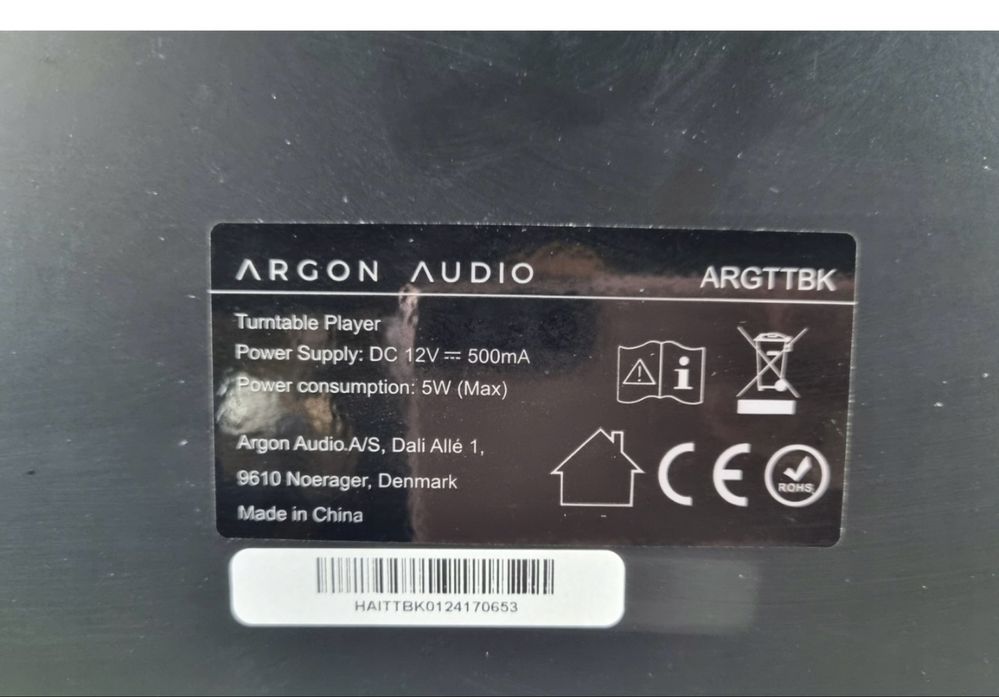 ARGON AUDIO
ARGTTBK
Turntable Player
Power Supply: DC 12V ⎓ 500mA
Power consumption: 5W (Max)
Argon Audio.A/S, Dali Allé 1,
9610 Noerager, Denmark
Made in China
i
CE
ROHS
HAITTBK0124170653